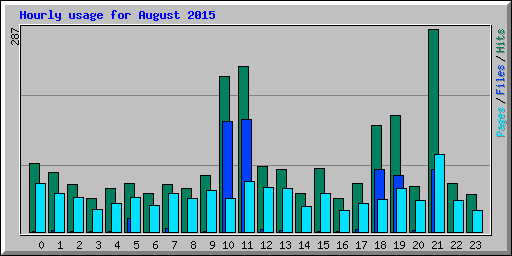 Hourly usage for August 2015
287
Pages/Files/Hits
0 1 2 3 4 5 6 7 8 9 10 11 12 13 14 15 16 17 18 19 20 21 22 23